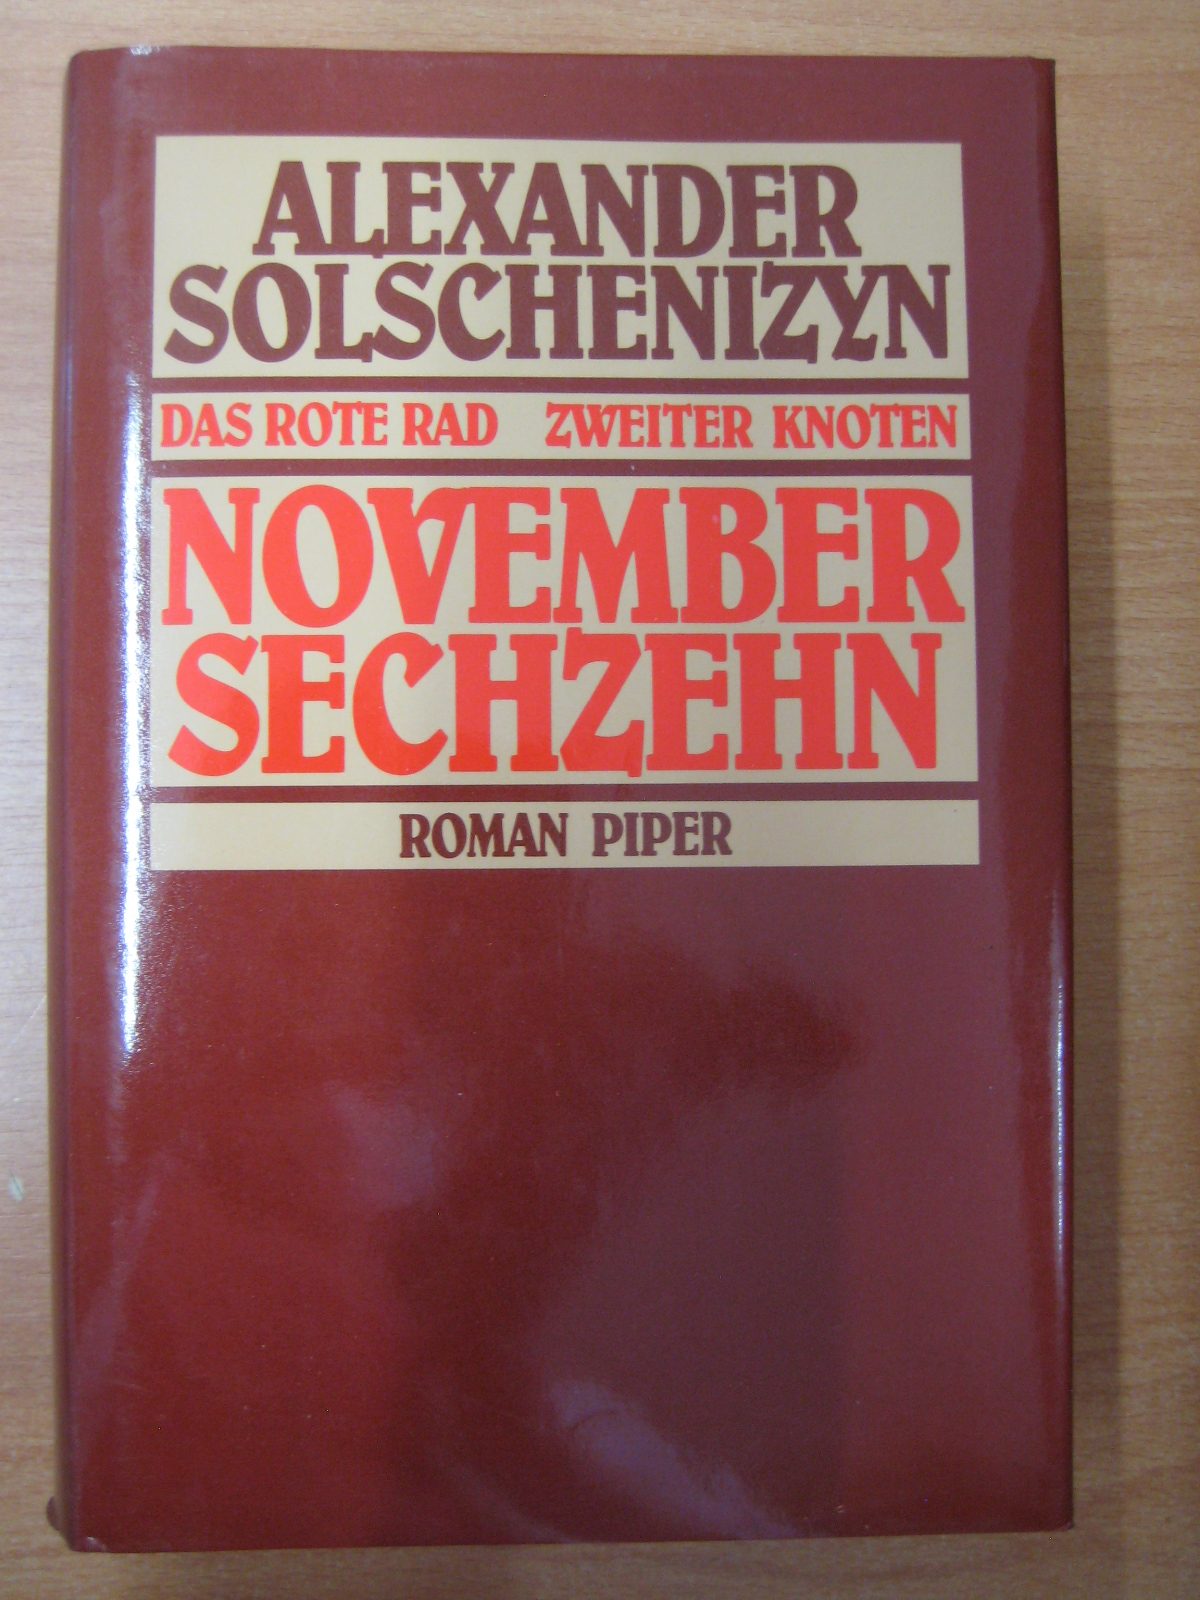 ALEXANDER
SOLSCHENIZYN
DAS ROTE RAD ZWEITER KNOTEN
NOVEMBER
SECHZEHN
ROMAN PIPER